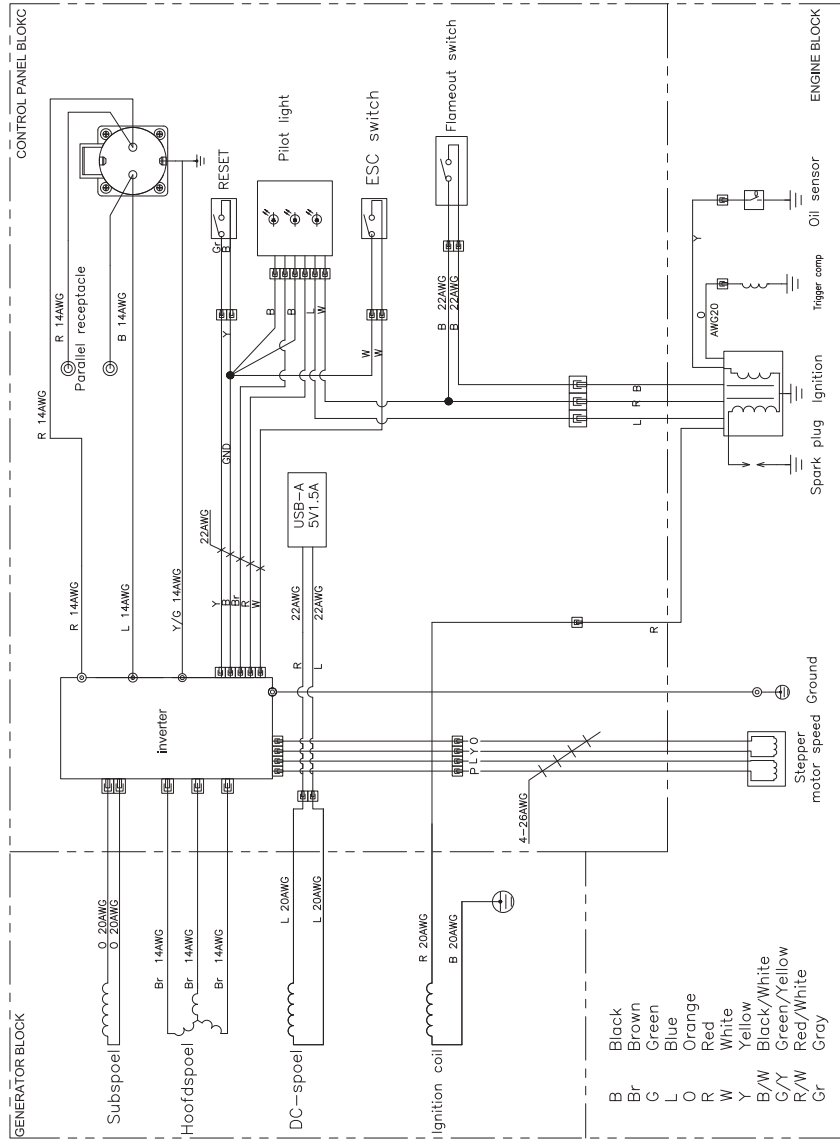 CONTROL PANEL BLOKC
R 14AWG
R 14AWG
Parallel receptacle
B 14AWG
R 14AWG
L 14AWG
Y/G 14AWG
RESET
Gr
B
Pilot light
ESC switch
Flameout switch
Y
GND
22AWG
Y
B
Br
R
W
B
B
L
W
W
W
B 22AWG
B 22AWG
USB-A
5V1.5A
R 22AWG
L 22AWG
inverter
P L Y O
4-26AWG
L R B
R
ENGINE BLOCK
Y
Oil sensor
O
AWG20
Trigger comp
Ignition
Spark plug
Ground
Stepper
motor speed
GENERATOR BLOCK
O 20AWG
O 20AWG
Subspoel
Br 14AWG
Br 14AWG
Br 14AWG
Hoofdspoel
L 20AWG
L 20AWG
DC-spoel
R 20AWG
B 20AWG
Ignition coil
B Black
Br Brown
G Green
L Blue
O Orange
R Red
W White
Y Yellow
B/W Black/White
G/Y Green/Yellow
R/W Red/White
Gr Gray